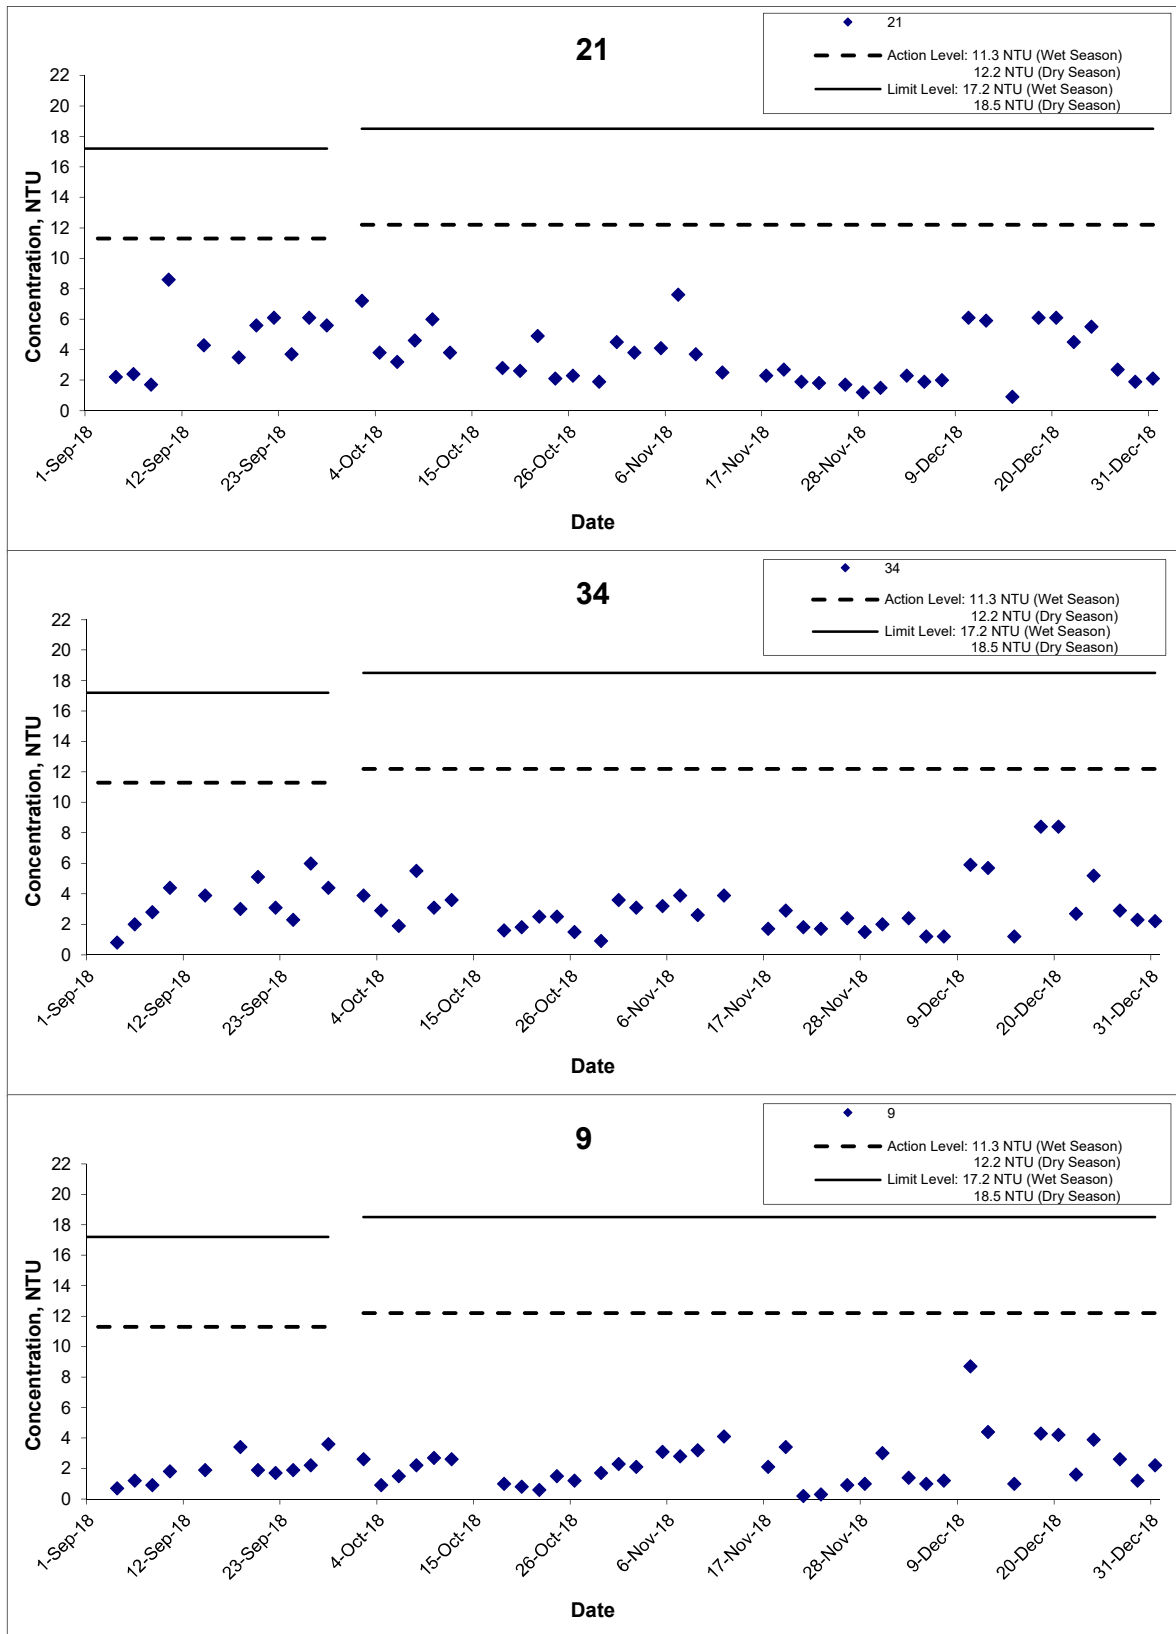 21
21
Action Level: 11.3 NTU (Wet Season)
12.2 NTU (Dry Season)
Limit Level: 17.2 NTU (Wet Season)
18.5 NTU (Dry Season)
Concentration, NTU
22
20
18
16
14
12
10
8
6
4
2
0
1-Sep-18
12-Sep-18
23-Sep-18
4-Oct-18
15-Oct-18
26-Oct-18
6-Nov-18
17-Nov-18
28-Nov-18
9-Dec-18
20-Dec-18
31-Dec-18
Date
34
34
Action Level: 11.3 NTU (Wet Season)
12.2 NTU (Dry Season)
Limit Level: 17.2 NTU (Wet Season)
18.5 NTU (Dry Season)
Concentration, NTU
22
20
18
16
14
12
10
8
6
4
2
0
1-Sep-18
12-Sep-18
23-Sep-18
4-Oct-18
15-Oct-18
26-Oct-18
6-Nov-18
17-Nov-18
28-Nov-18
9-Dec-18
20-Dec-18
31-Dec-18
Date
9
9
Action Level: 11.3 NTU (Wet Season)
12.2 NTU (Dry Season)
Limit Level: 17.2 NTU (Wet Season)
18.5 NTU (Dry Season)
Concentration, NTU
22
20
18
16
14
12
10
8
6
4
2
0
1-Sep-18
12-Sep-18
23-Sep-18
4-Oct-18
15-Oct-18
26-Oct-18
6-Nov-18
17-Nov-18
28-Nov-18
9-Dec-18
20-Dec-18
31-Dec-18
Date